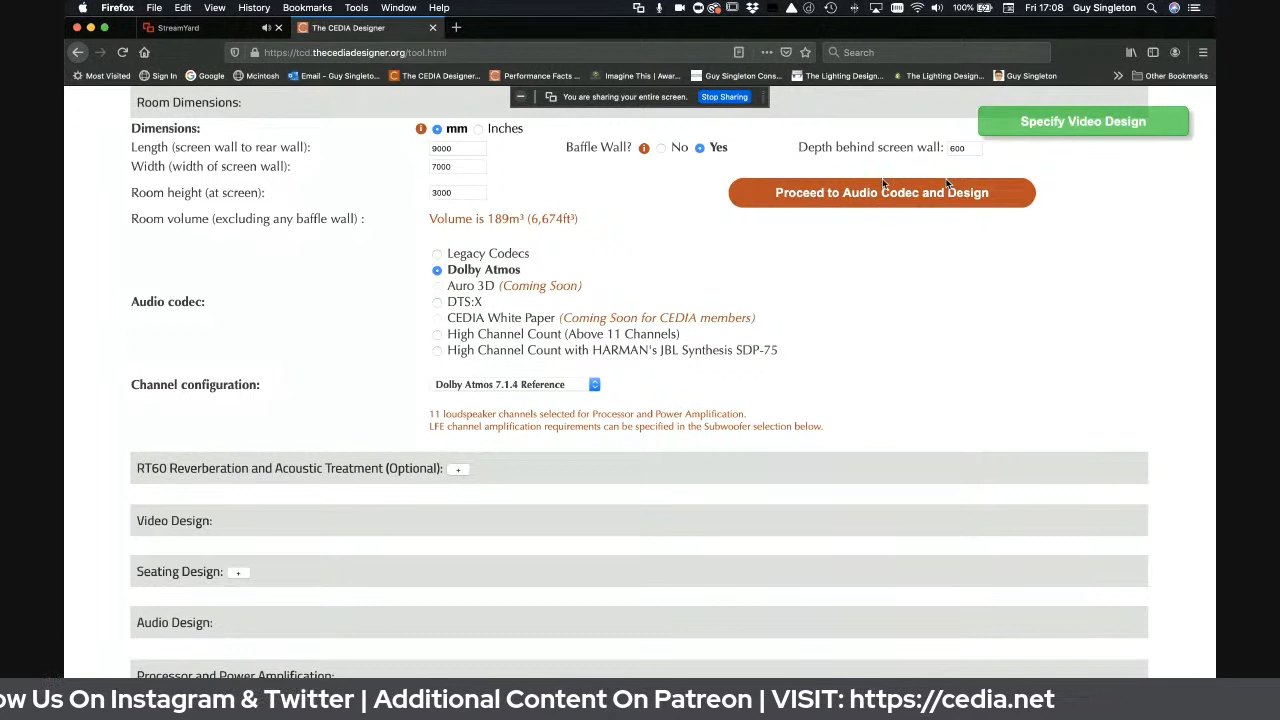 Firefox File Edit View History Bookmarks Tools Window Help 100% Fri 17:08 Guy Singleton
StreamYard The CEDIA Designer
https://tcd.thecediadesigner.org/tool.html Search
Most Visited Sign In Google Mcintosh Email - Guy Singleto... The CEDIA Designer... Performance Facts ... Imagine This | Awar... Guy Singleton Cons... The Lighting Design... The Lighting Design... Guy Singleton Other Bookmarks
You are sharing your entire screen. Stop Sharing
Room Dimensions:
Specify Video Design
Dimensions: mm Inches
Length (screen wall to rear wall): 9000 Baffle Wall? No Yes Depth behind screen wall: 600
Width (width of screen wall): 7000
Room height (at screen): 3000 Proceed to Audio Codec and Design
Room volume (excluding any baffle wall) : Volume is 189m³ (6,674ft³)
Legacy Codecs
Dolby Atmos
Auro 3D (Coming Soon)
Audio codec: DTS:X
CEDIA White Paper (Coming Soon for CEDIA members)
High Channel Count (Above 11 Channels)
High Channel Count with HARMAN's JBL Synthesis SDP-75
Channel configuration: Dolby Atmos 7.1.4 Reference
11 loudspeaker channels selected for Processor and Power Amplification.
LFE channel amplification requirements can be specified in the Subwoofer selection below.
RT60 Reverberation and Acoustic Treatment (Optional): +
Video Design:
Seating Design: +
Audio Design:
Processor and Power Amplification:
ow Us On Instagram & Twitter | Additional Content On Patreon | VISIT: https://cedia.net